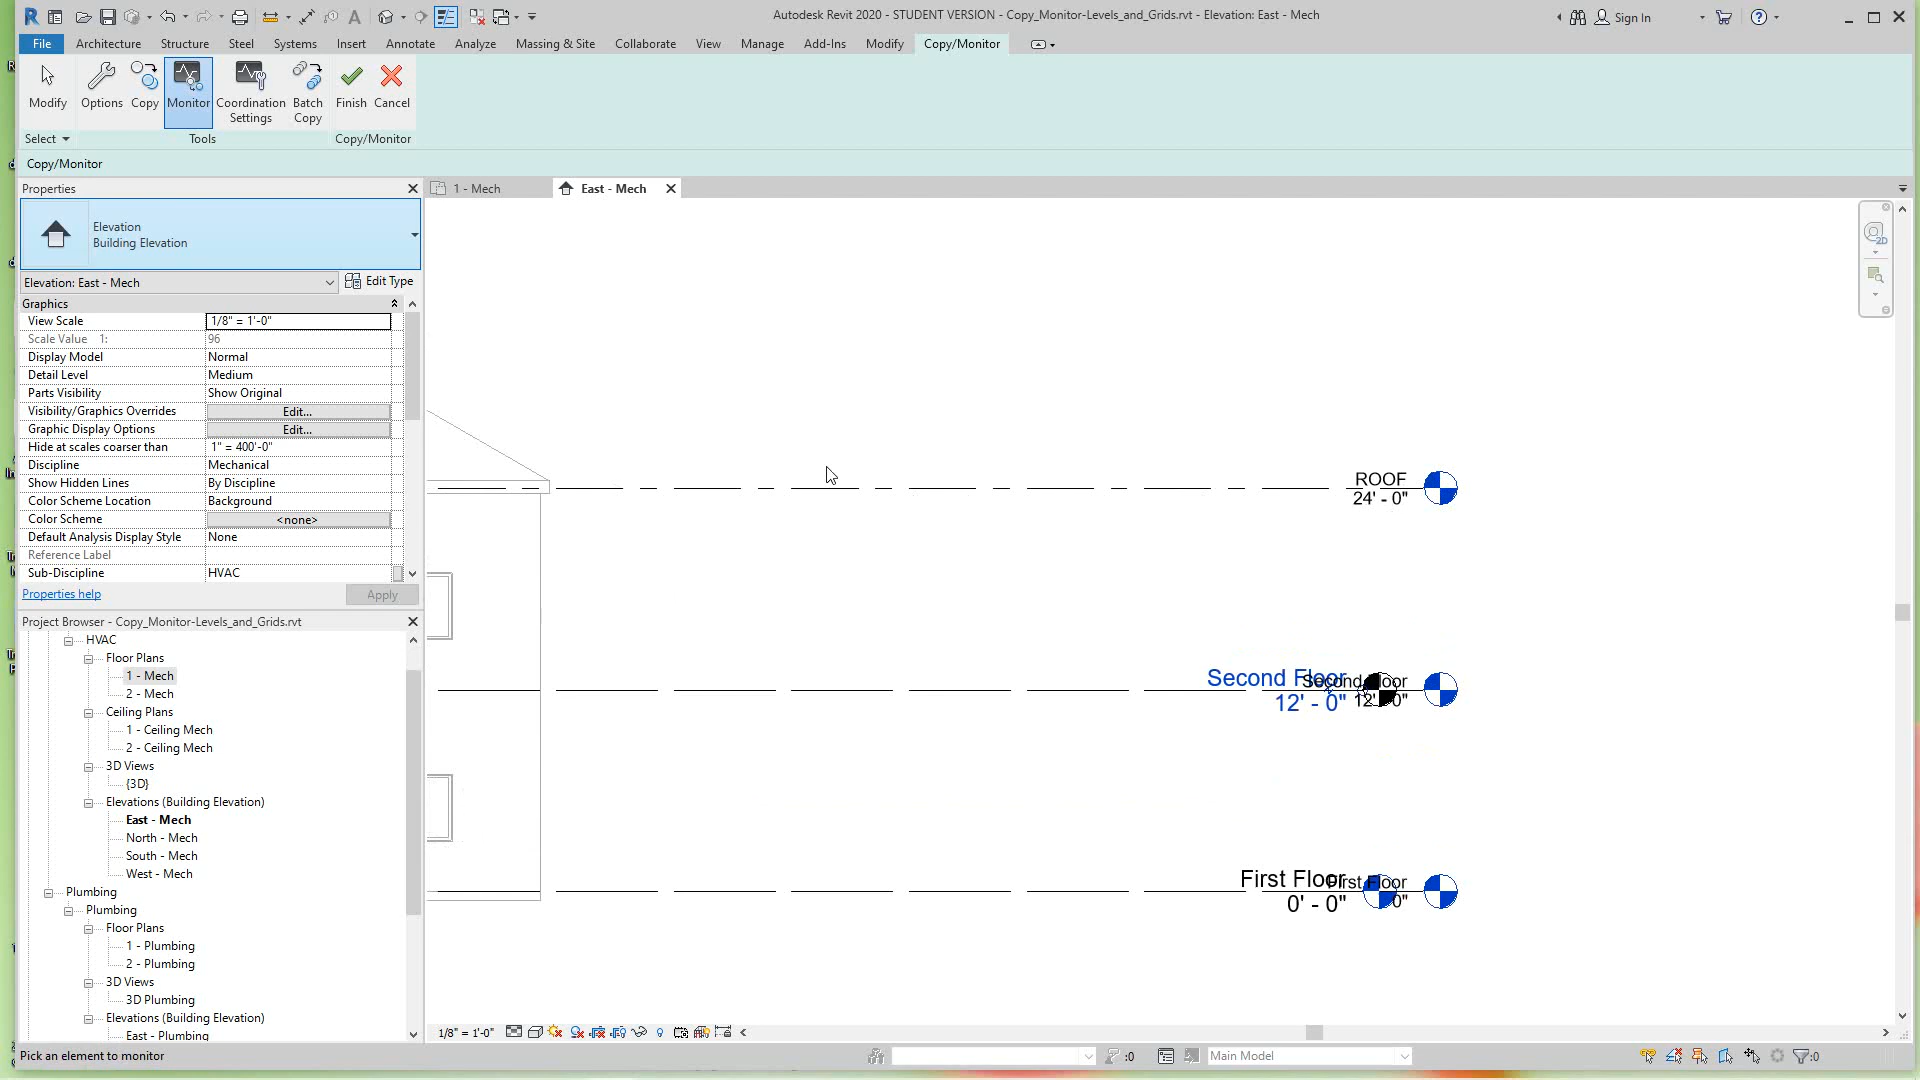 Autodesk Revit 2020 - STUDENT VERSION - Copy_Monitor-Levels_and_Grids.rvt - Elevation: East - Mech
Sign In
File Architecture Structure Steel Systems Insert Annotate Analyze Massing & Site Collaborate View Manage Add-Ins Modify Copy/Monitor
Modify Options Copy Monitor Coordination Settings Batch Copy Finish Cancel
Select Tools Copy/Monitor
Copy/Monitor
Properties
1 - Mech East - Mech
Elevation
Building Elevation
Elevation: East - Mech Edit Type
Graphics
View Scale 1/8" = 1'-0"
Scale Value 1: 96
Display Model Normal
Detail Level Medium
Parts Visibility Show Original
Visibility/Graphics Overrides Edit...
Graphic Display Options Edit...
Hide at scales coarser than 1" = 400'-0"
Discipline Mechanical
Show Hidden Lines By Discipline
Color Scheme Location Background
Color Scheme <none>
Default Analysis Display Style None
Reference Label
Sub-Discipline HVAC
Properties help Apply
Project Browser - Copy_Monitor-Levels_and_Grids.rvt
HVAC
Floor Plans
1 - Mech
2 - Mech
Ceiling Plans
1 - Ceiling Mech
2 - Ceiling Mech
3D Views
{3D}
Elevations (Building Elevation)
East - Mech
North - Mech
South - Mech
West - Mech
Plumbing
Plumbing
Floor Plans
1 - Plumbing
2 - Plumbing
3D Views
3D Plumbing
Elevations (Building Elevation)
East - Plumbing
ROOF
24' - 0"
Second Floor
12' - 0"
Second Floor
12' - 0"
First Floor
0' - 0"
First Floor
0"
1/8" = 1'-0"
Pick an element to monitor
:0
Main Model
:0